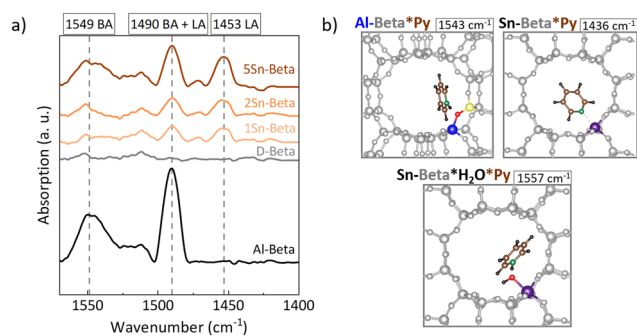 a)
1549 BA
1490 BA + LA
1453 LA
5Sn-Beta
2Sn-Beta
1Sn-Beta
D-Beta
Al-Beta
Absorption (a. u.)
1550
1500
1450
1400
Wavenumber (cm⁻¹)
b)
Al-Beta*Py
1543 cm⁻¹
Sn-Beta*Py
1436 cm⁻¹
Sn-Beta*H₂O*Py
1557 cm⁻¹